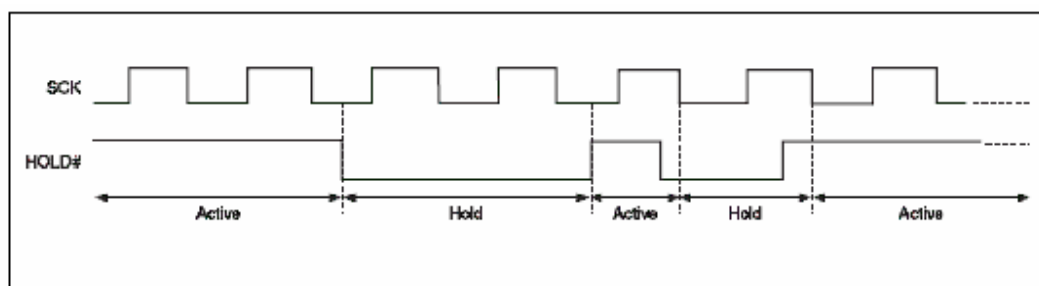 SCK
HOLD#
Active
Hold
Active
Hold
Active